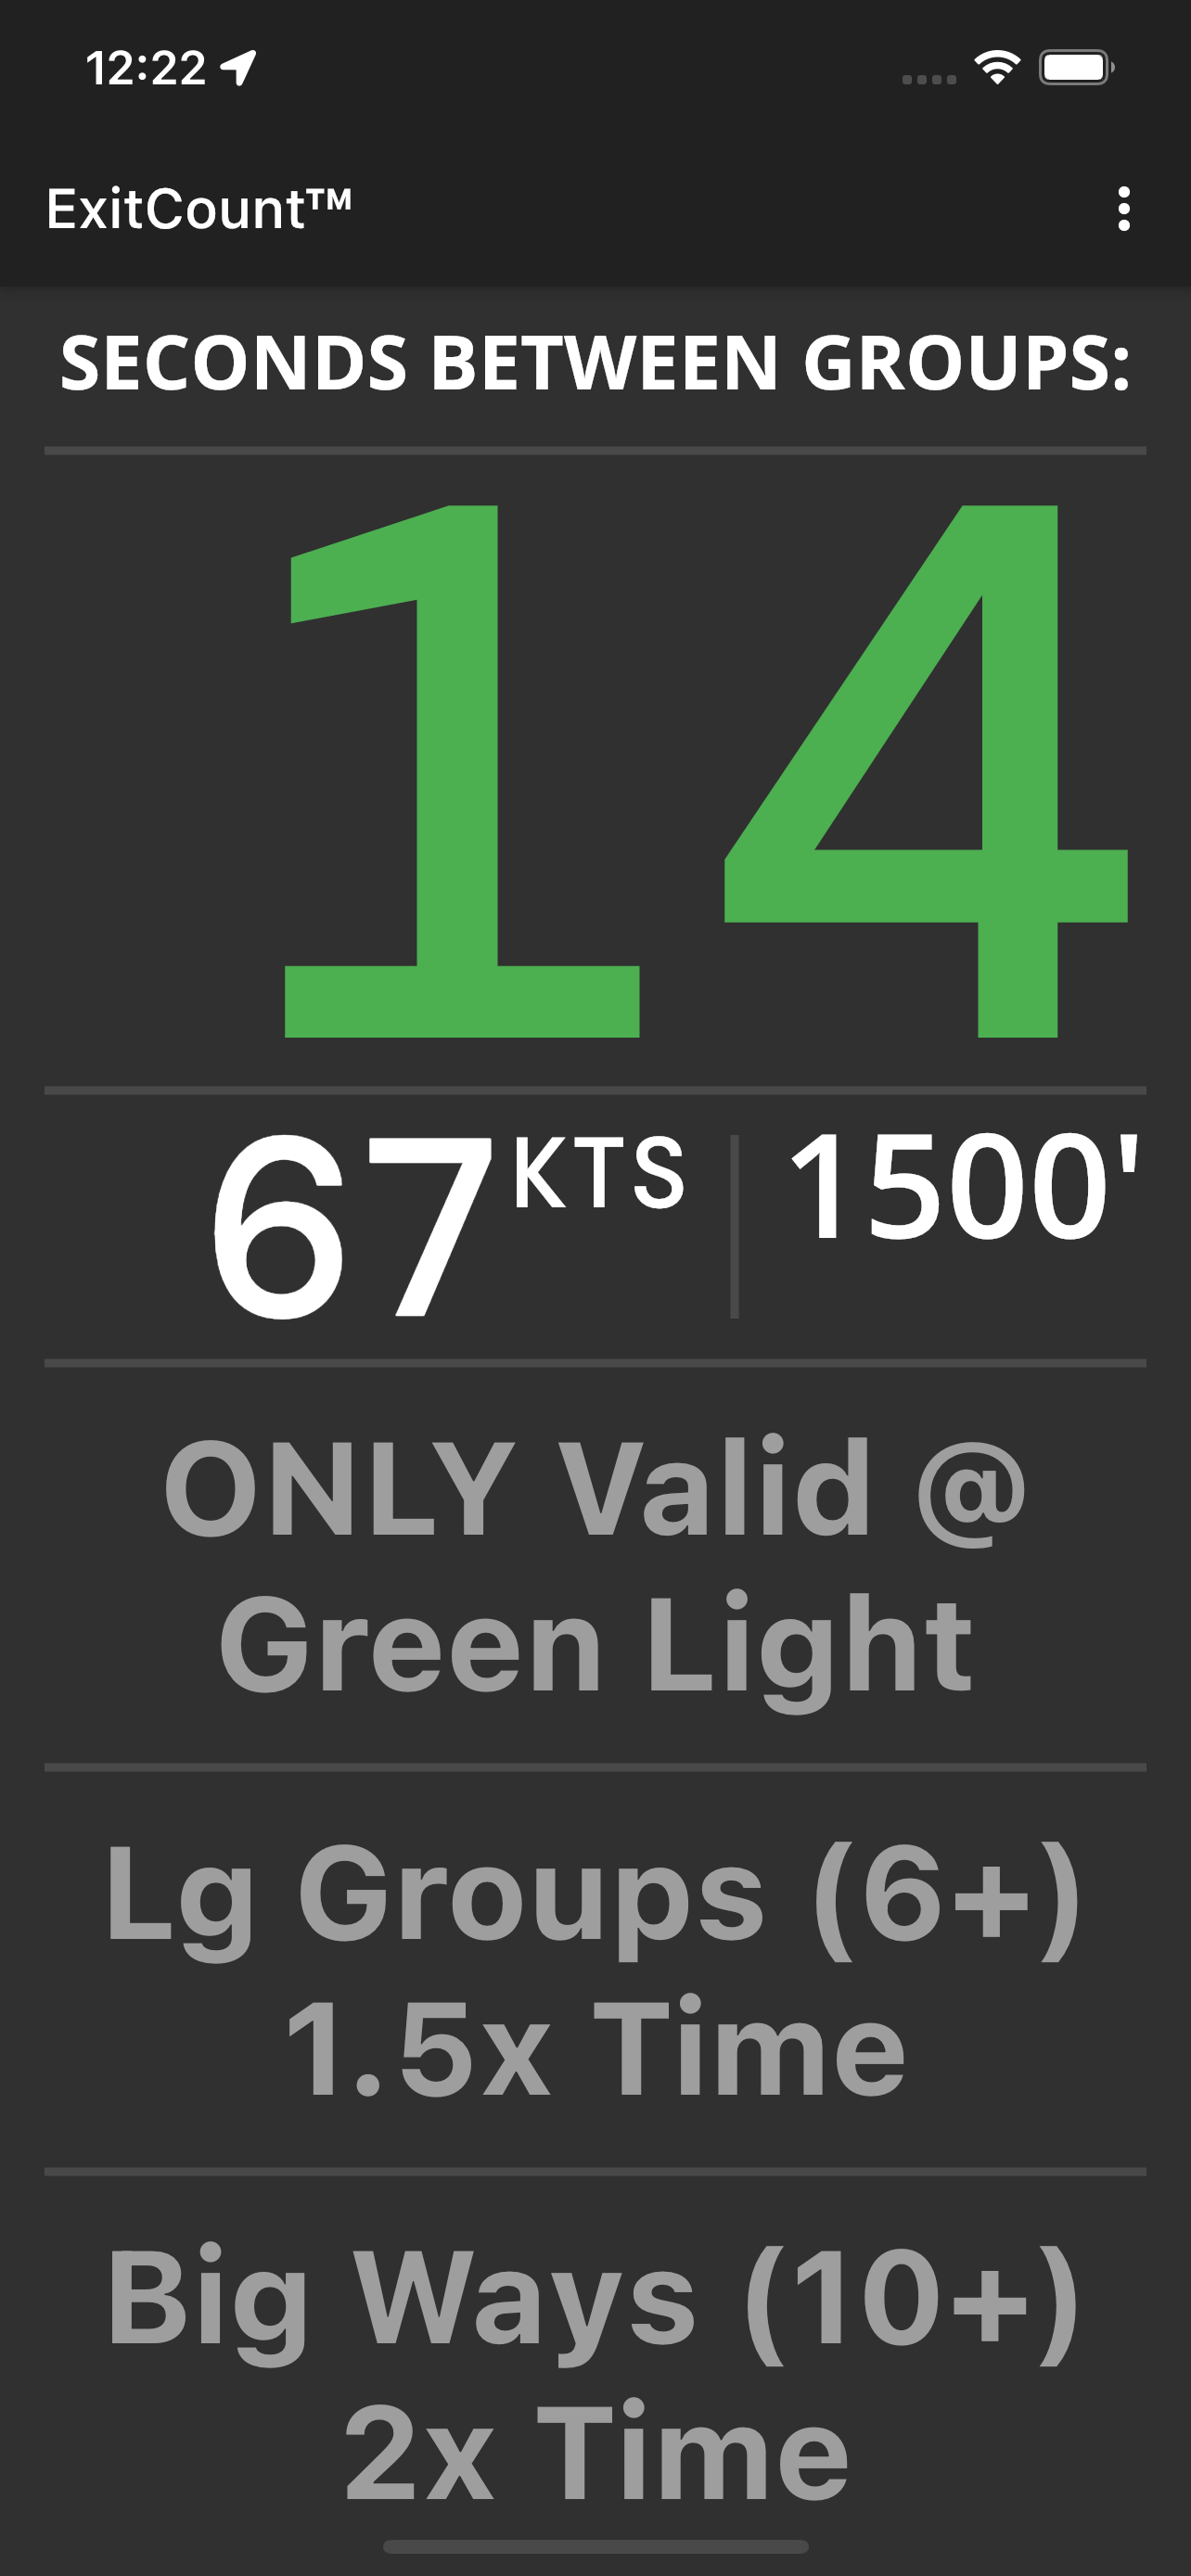 12:22
ExitCount™
SECONDS BETWEEN GROUPS:
14
67 KTS 1500'
ONLY Valid @
Green Light
Lg Groups (6+)
1.5x Time
Big Ways (10+)
2x Time